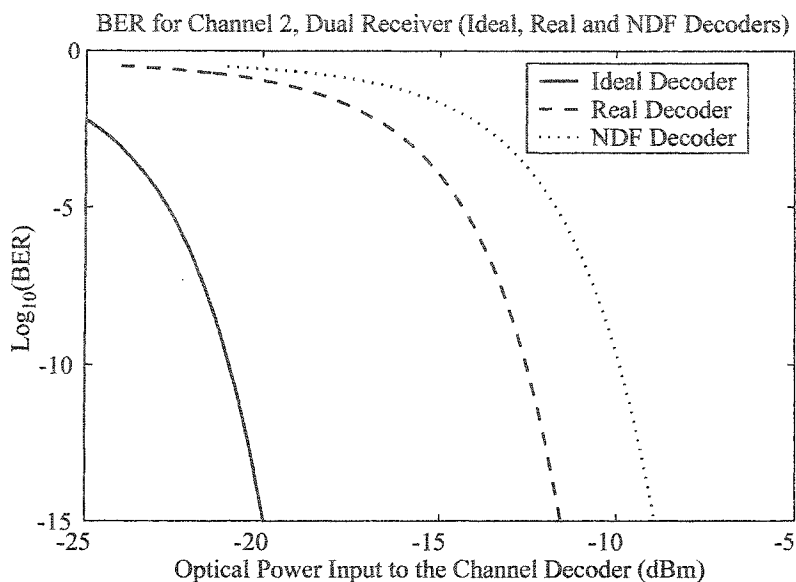 BER for Channel 2, Dual Receiver (Ideal, Real and NDF Decoders)
0
-5
-10
-15
Log10(BER)
Ideal Decoder
Real Decoder
NDF Decoder
-25
-20
-15
-10
-5
Optical Power Input to the Channel Decoder (dBm)